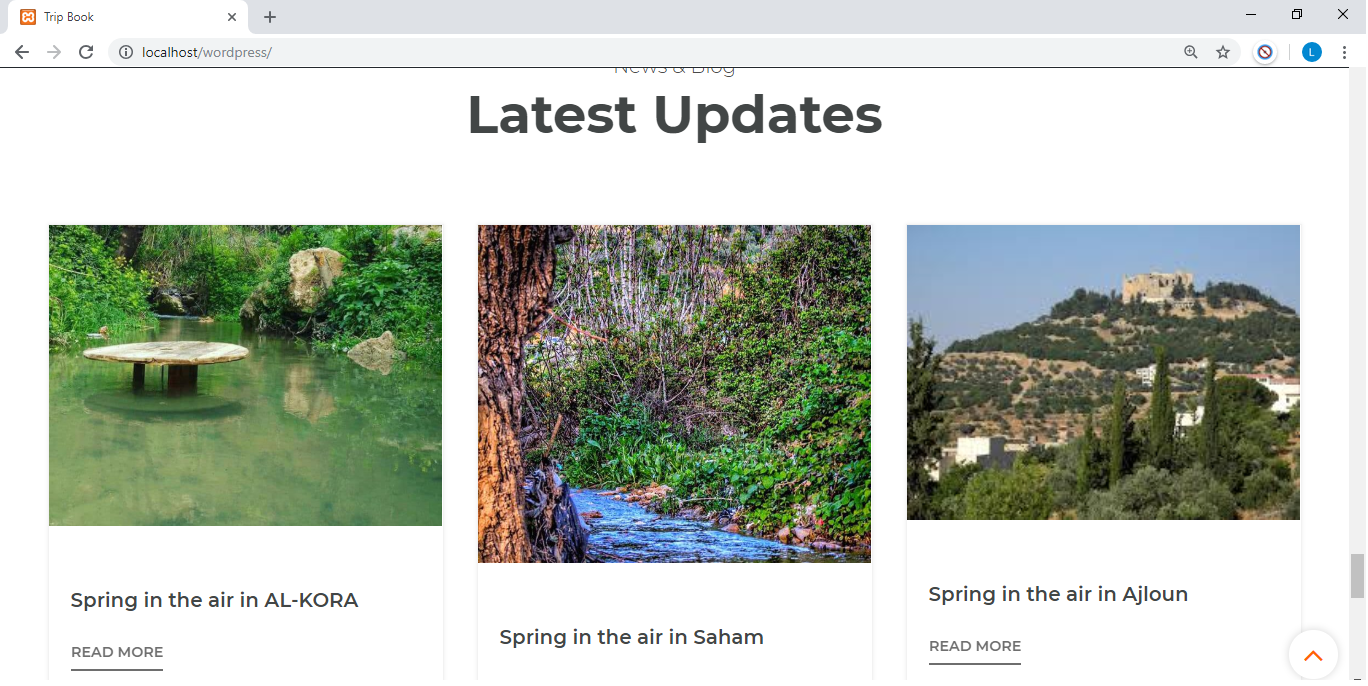 Trip Book
localhost/wordpress/
L
News & Blog
Latest Updates
Spring in the air in AL-KORA
READ MORE
Spring in the air in Saham
Spring in the air in Ajloun
READ MORE